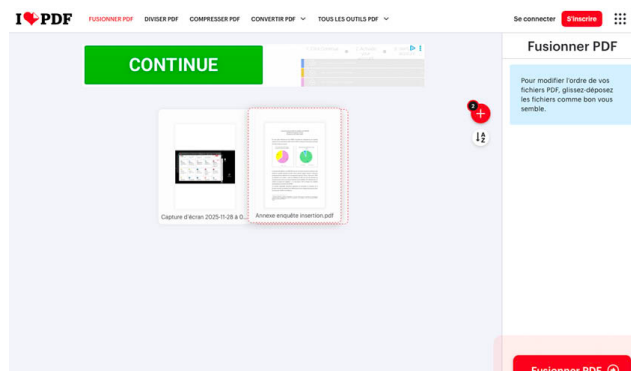 I PDF
FUSIONNER PDF DIVISER PDF COMPRESSER PDF CONVERTIR PDF TOUS LES OUTILS PDF
Se connecter S'inscrire
CONTINUE
Fusionner PDF
Pour modifier l'ordre de vos
fichiers PDF, glissez-déposez
les fichiers comme bon vous
semble.
2
A
Z
Capture d'écran 2025-11-28 à 0...
Annexe enquête insertion.pdf
Fusionner PDF